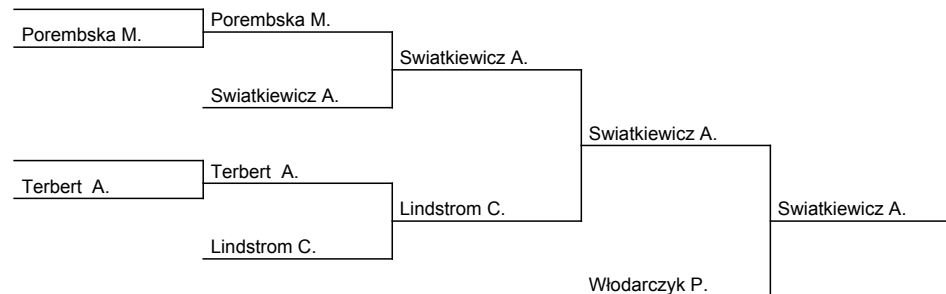 Porembska M.
Porembska M.
Swiatkiewicz A.
Swiatkiewicz A.
Swiatkiewicz A.
Terbert  A.
Terbert  A.
Lindstrom C.
Swiatkiewicz A.
Lindstrom C.
Włodarczyk P.